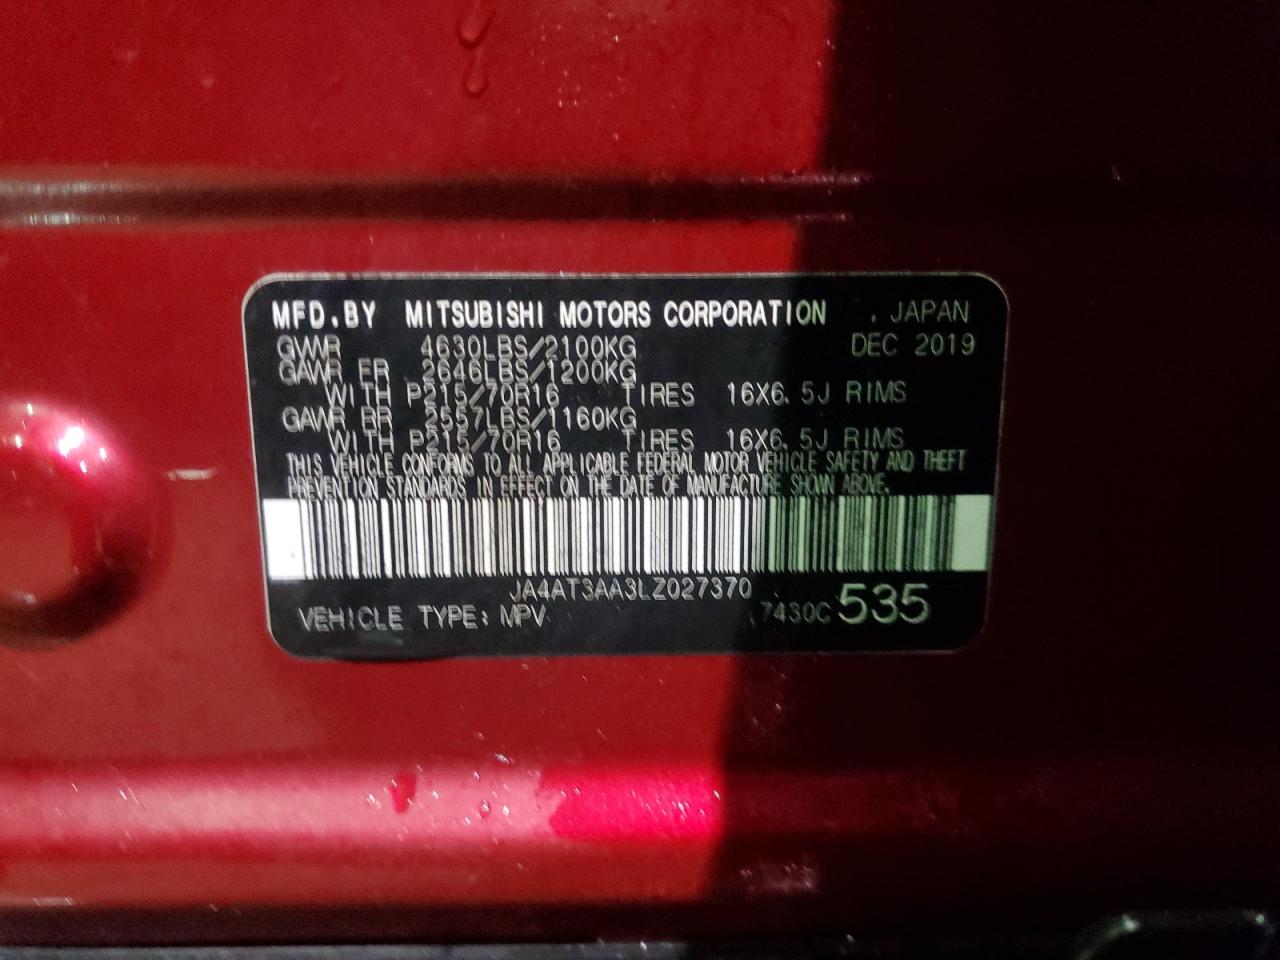 MFD.BY MITSUBISHI MOTORS CORPORATION , JAPAN
GVWR 4630LBS/2100KG DEC 2019
GAWR FR 2646LBS/1200KG
WITH P215/70R16 TIRES 16X6.5J RIMS
GAWR RR 2557LBS/1160KG
WITH P215/70R16 TIRES 16X6.5J RIMS
THIS VEHICLE CONFORMS TO ALL APPLICABLE FEDERAL MOTOR VEHICLE SAFETY AND THEFT
PREVENTION STANDARDS IN EFFECT ON THE DATE OF MANUFACTURE SHOWN ABOVE.
JA4AT3AA3LZ027370
VEHICLE TYPE: MPV 7430C 535